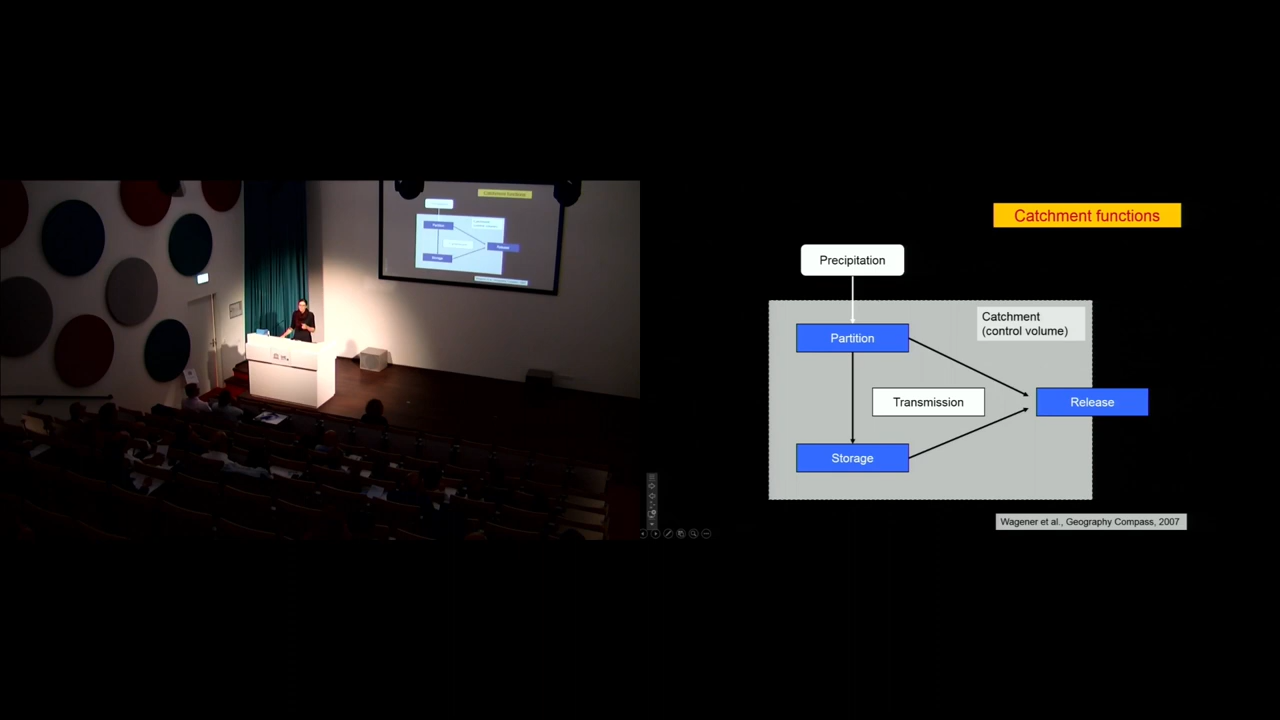 Catchment functions
Precipitation
Catchment
(control volume)
Partition
Transmission
Release
Storage
Wagener et al., Geography Compass, 2007